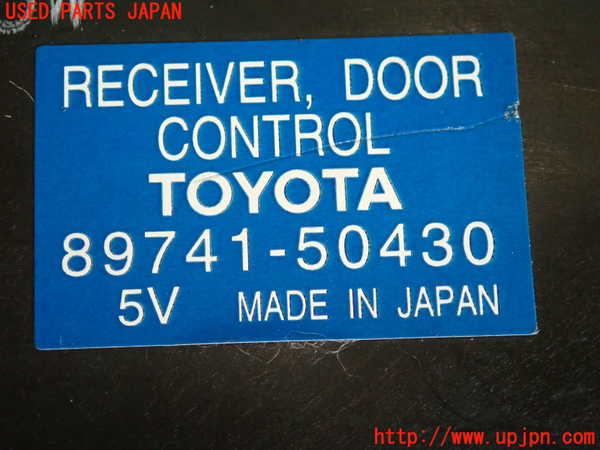 USED PARTS JAPAN
RECEIVER, DOOR
CONTROL
TOYOTA
89741-50430
5V MADE IN JAPAN
http://www.upjpn.com/